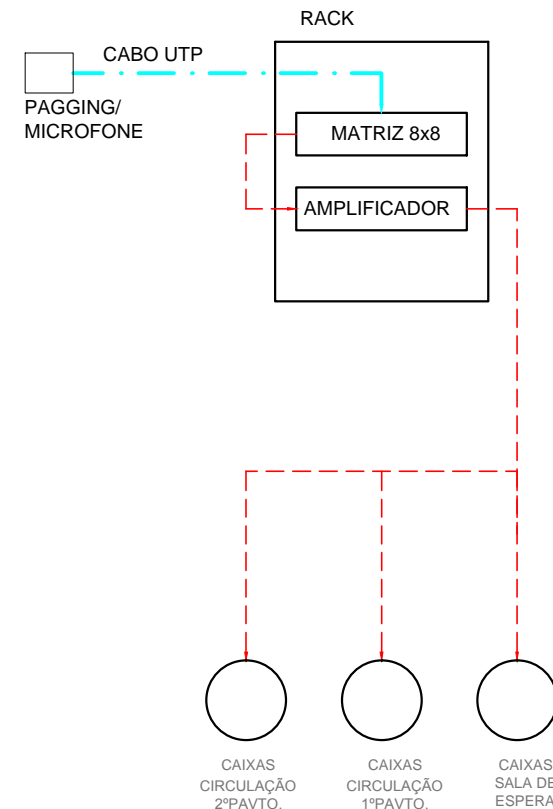 RACK
CABO UTP
PAGGING/
MICROFONE
MATRIZ 8x8
AMPLIFICADOR
CAIXAS
CIRCULAÇÃO
2ºPAVTO.
CAIXAS
CIRCULAÇÃO
1ºPAVTO.
CAIXAS
SALA DE
ESPERA